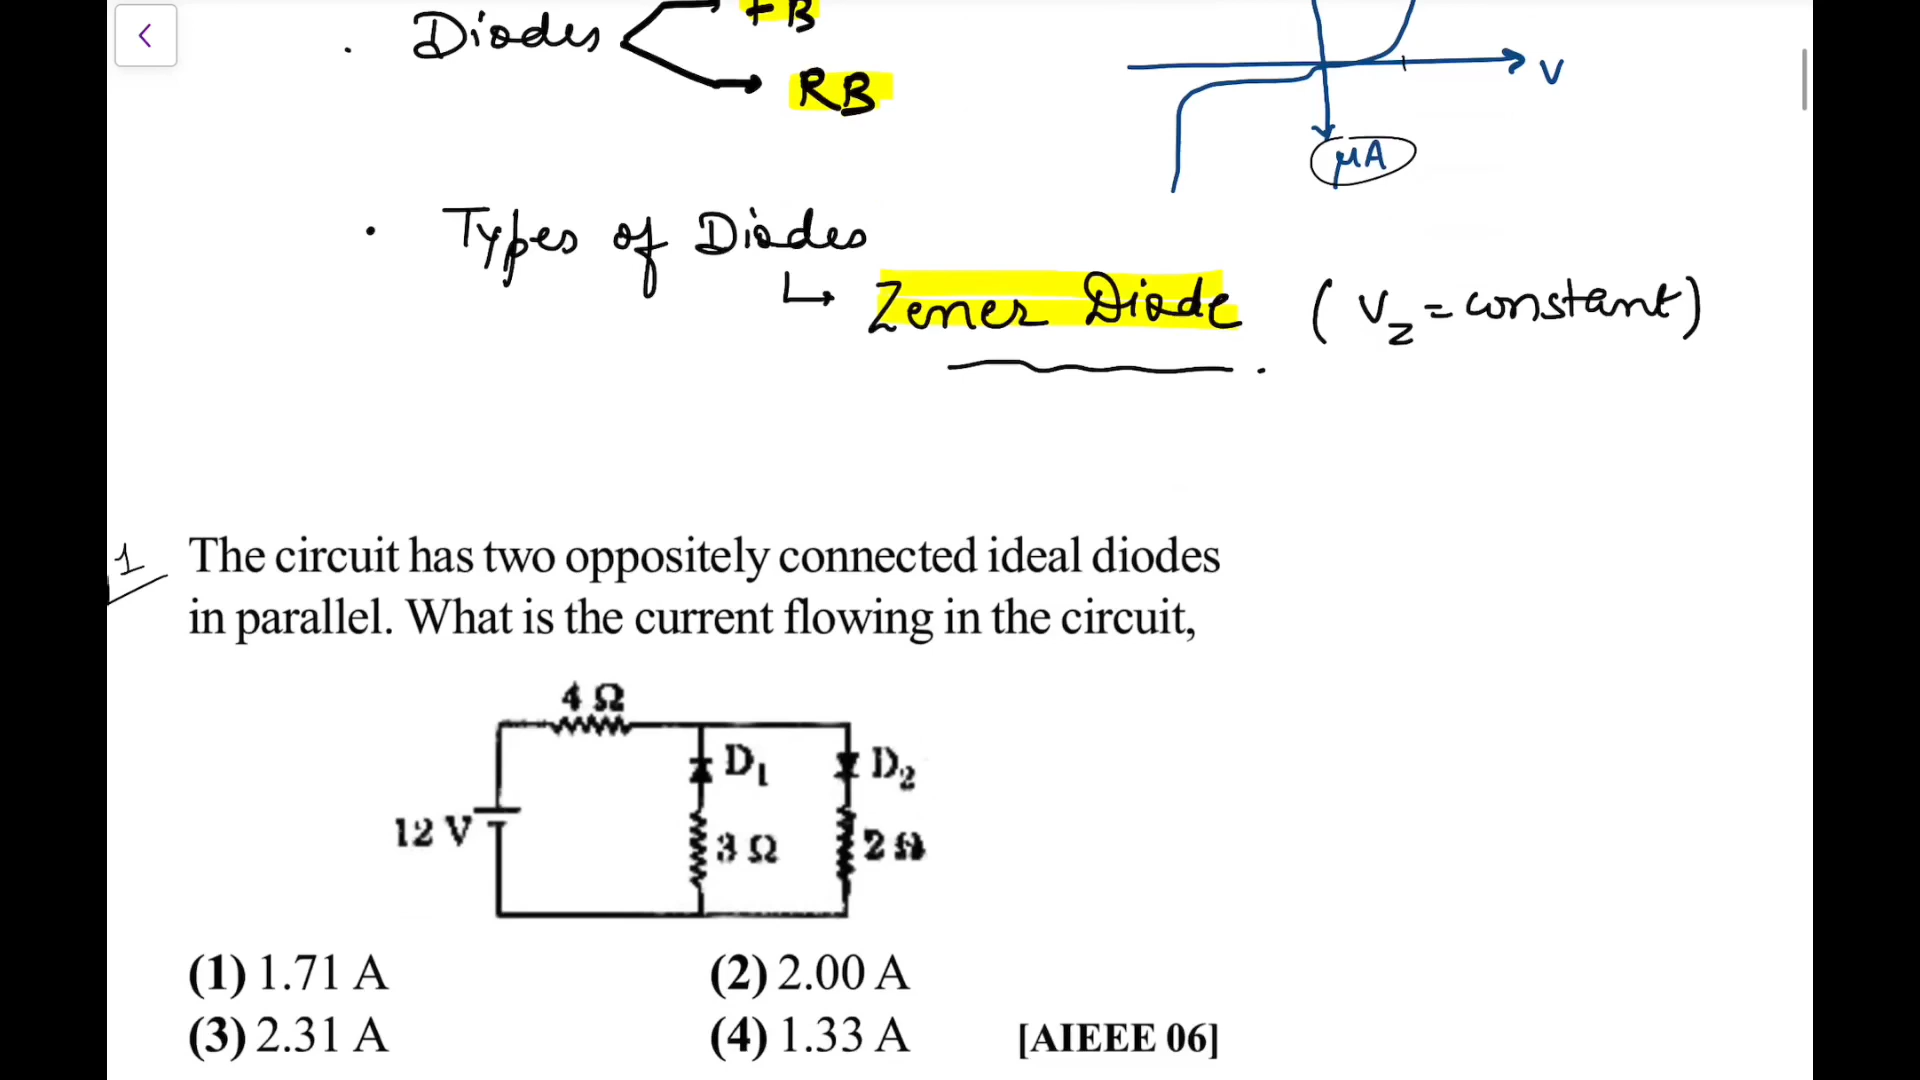 . Diodes
FB
RB
V
μA
. Types of Diodes
↳ Zener Diode (Vz = constant)
1 The circuit has two oppositely connected ideal diodes
in parallel. What is the current flowing in the circuit,
4 Ω
D1 D2
12 V
3 Ω 2 Ω
(1) 1.71 A (2) 2.00 A
(3) 2.31 A (4) 1.33 A [AIEEE 06]